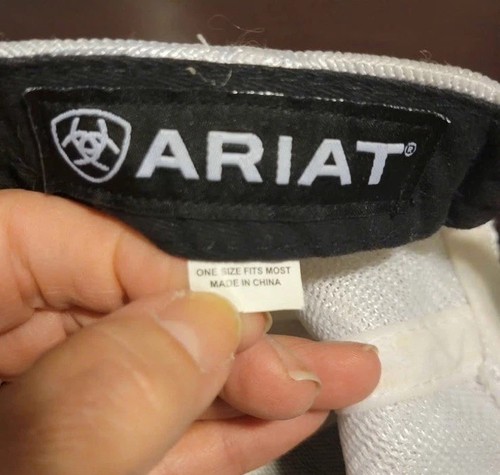 ARIAT®
ONE SIZE FITS MOST
MADE IN CHINA